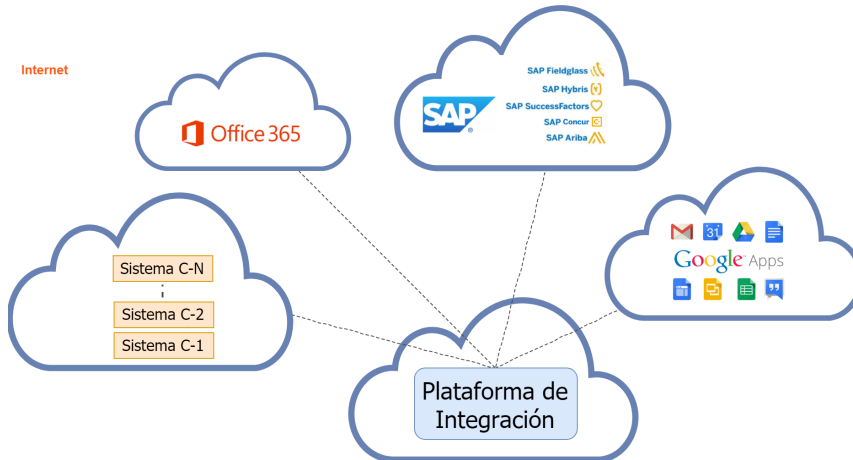 Internet
Office 365
SAP
®
SAP Fieldglass
SAP Hybris
SAP SuccessFactors
SAP Concur
C.
SAP Ariba
Sistema C-N
Sistema C-2
Sistema C-1
31
Google Apps
Plataforma de
Integración